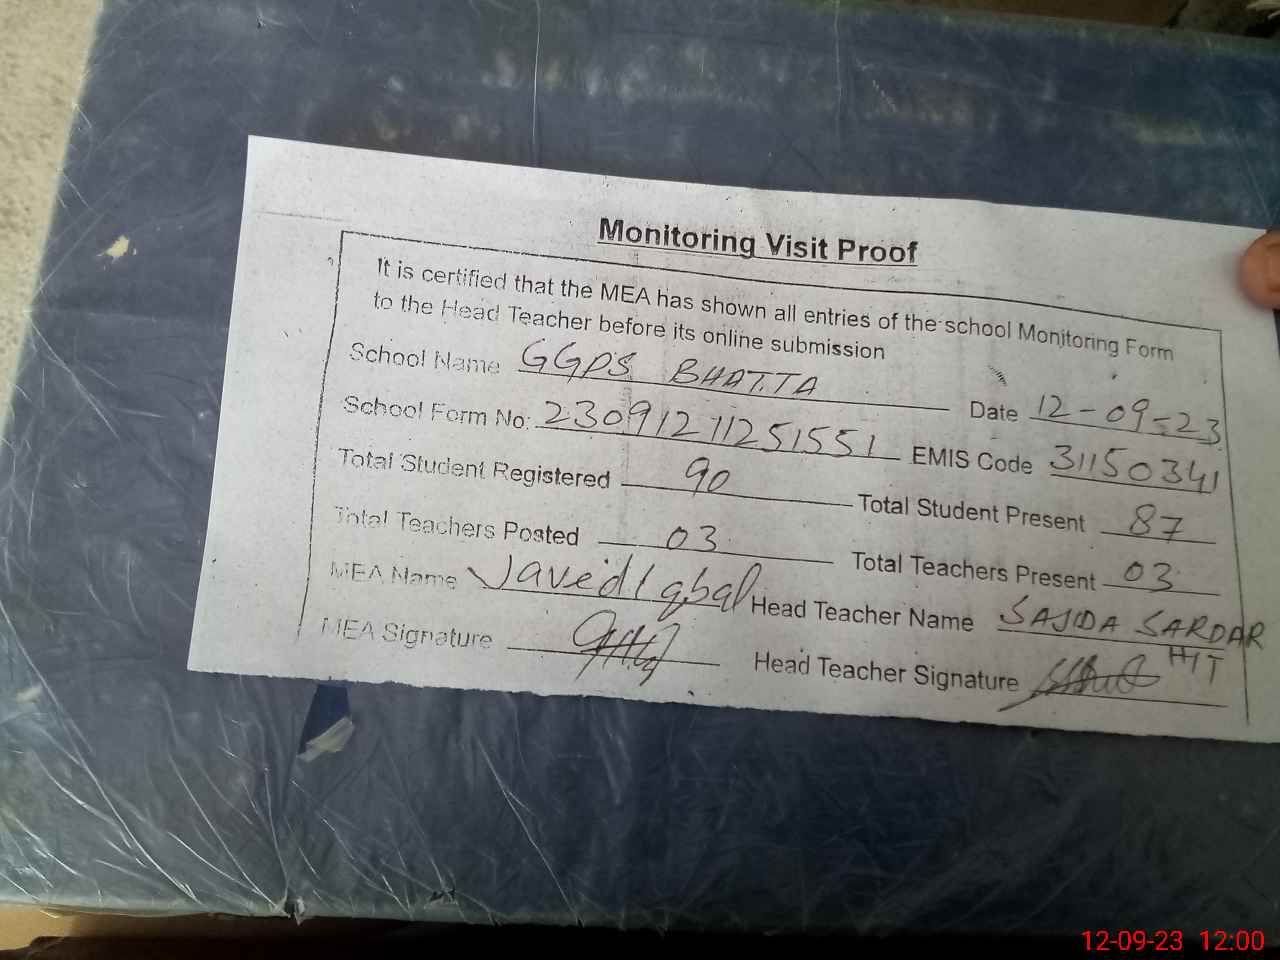 Monitoring Visit Proof
It is certified that the MEA has shown all entries of the school Monitoring Form
to the Head Teacher before its online submission
School Name GGPS BHATTA Date 12-09-23
School Form No: 23091211251551 EMIS Code 31150341
Total Student Registered 90 Total Student Present 87
Total Teachers Posted 03 Total Teachers Present 03
MEA Name Javed Iqbal Head Teacher Name SAJIDA SARDAR
MEA Signature Head Teacher Signature
12-09-23 12:00